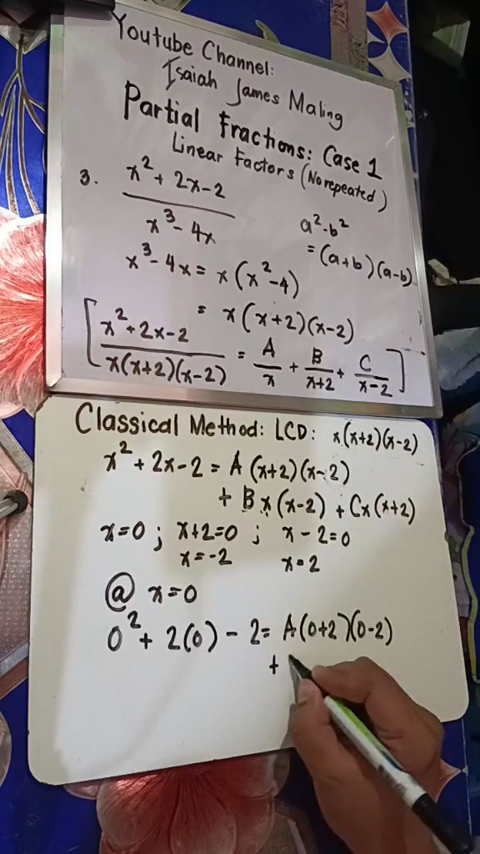 Youtube Channel:
Isaiah James Maling
Partial Fractions: Case 1
Linear Factors (No repeated)
3. x² + 2x - 2
x³ - 4x
a² - b²
= (a+b)(a-b)
x³ - 4x = x(x² - 4)
= x(x+2)(x-2)
[x² + 2x - 2 / x(x+2)(x-2) = A/x + B/x+2 + C/x-2]
Classical Method: LCD: x(x+2)(x-2)
x² + 2x - 2 = A(x+2)(x-2)
+ Bx(x-2) + Cx(x+2)
x=0 ; x+2=0 ; x-2=0
x=-2 x=2
@ x=0
0² + 2(0) - 2 = A(0+2)(0-2)
+